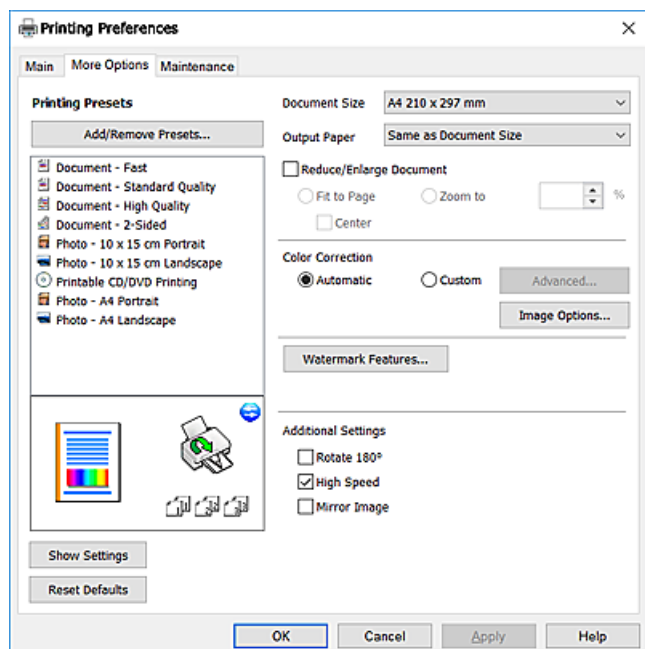 Printing Preferences
Main
More Options
Maintenance
Printing Presets
Add/Remove Presets...
Document - Fast
Document - Standard Quality
Document - High Quality
Document - 2-Sided
Photo - 10 x 15 cm Portrait
Photo - 10 x 15 cm Landscape
Printable CD/DVD Printing
Photo - A4 Portrait
Photo - A4 Landscape
Show Settings
Reset Defaults
Document Size
A4 210 x 297 mm
Output Paper
Same as Document Size
Reduce/Enlarge Document
Fit to Page
Zoom to
%
Center
Color Correction
Automatic
Custom
Advanced...
Image Options...
Watermark Features...
Additional Settings
Rotate 180º
High Speed
Mirror Image
OK
Cancel
Apply
Help